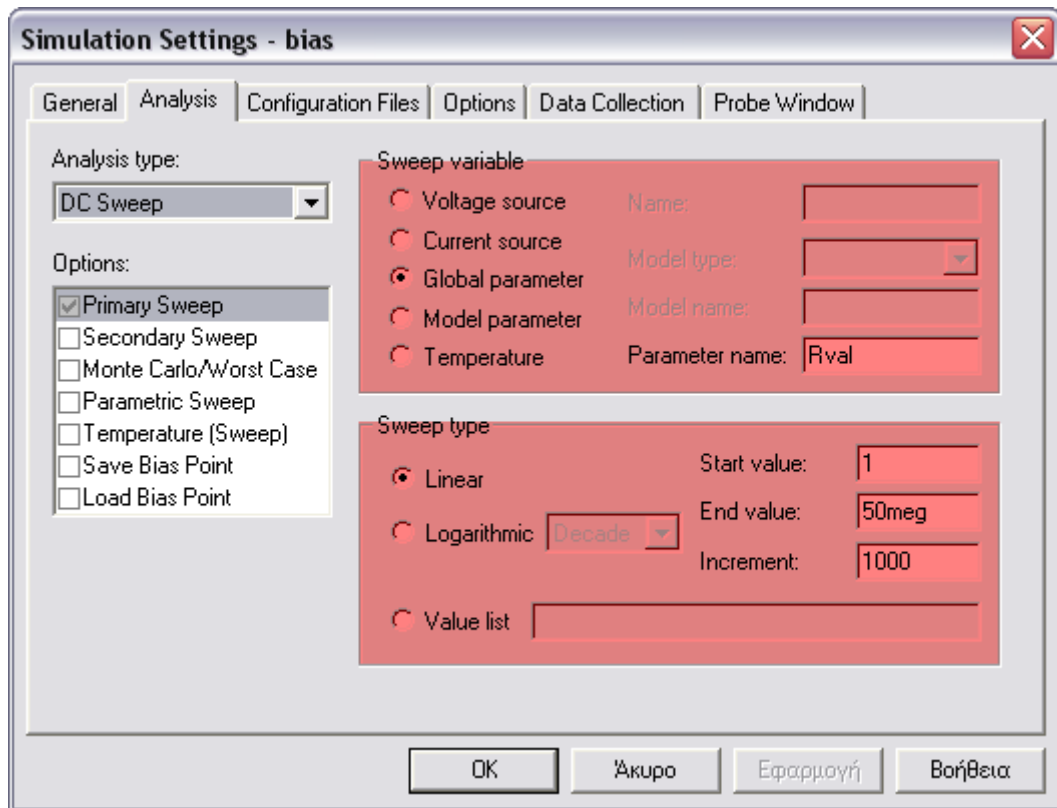 Simulation Settings - bias
General Analysis Configuration Files Options Data Collection Probe Window
Analysis type:
DC Sweep
Options:
Primary Sweep
Secondary Sweep
Monte Carlo/Worst Case
Parametric Sweep
Temperature (Sweep)
Save Bias Point
Load Bias Point
Sweep variable
Voltage source
Current source
Global parameter
Model parameter
Temperature
Name:
Model type:
Model name:
Parameter name: Rval
Sweep type
Linear
Logarithmic Decade
Value list
Start value: 1
End value: 50meg
Increment: 1000
OK Άκυρο Εφαρμογή Βοήθεια